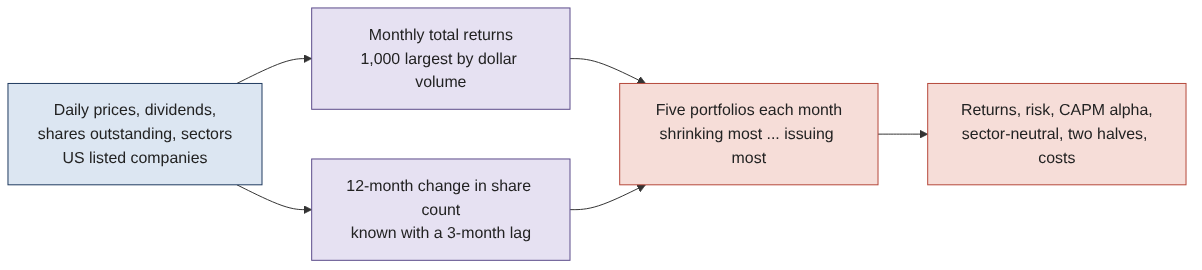 Daily prices, dividends,
shares outstanding, sectors
US listed companies
Monthly total returns
1,000 largest by dollar
volume
12-month change in share
count
known with a 3-month lag
Five portfolios each month
shrinking most ... issuing
most
Returns, risk, CAPM alpha,
sector-neutral, two halves,
costs